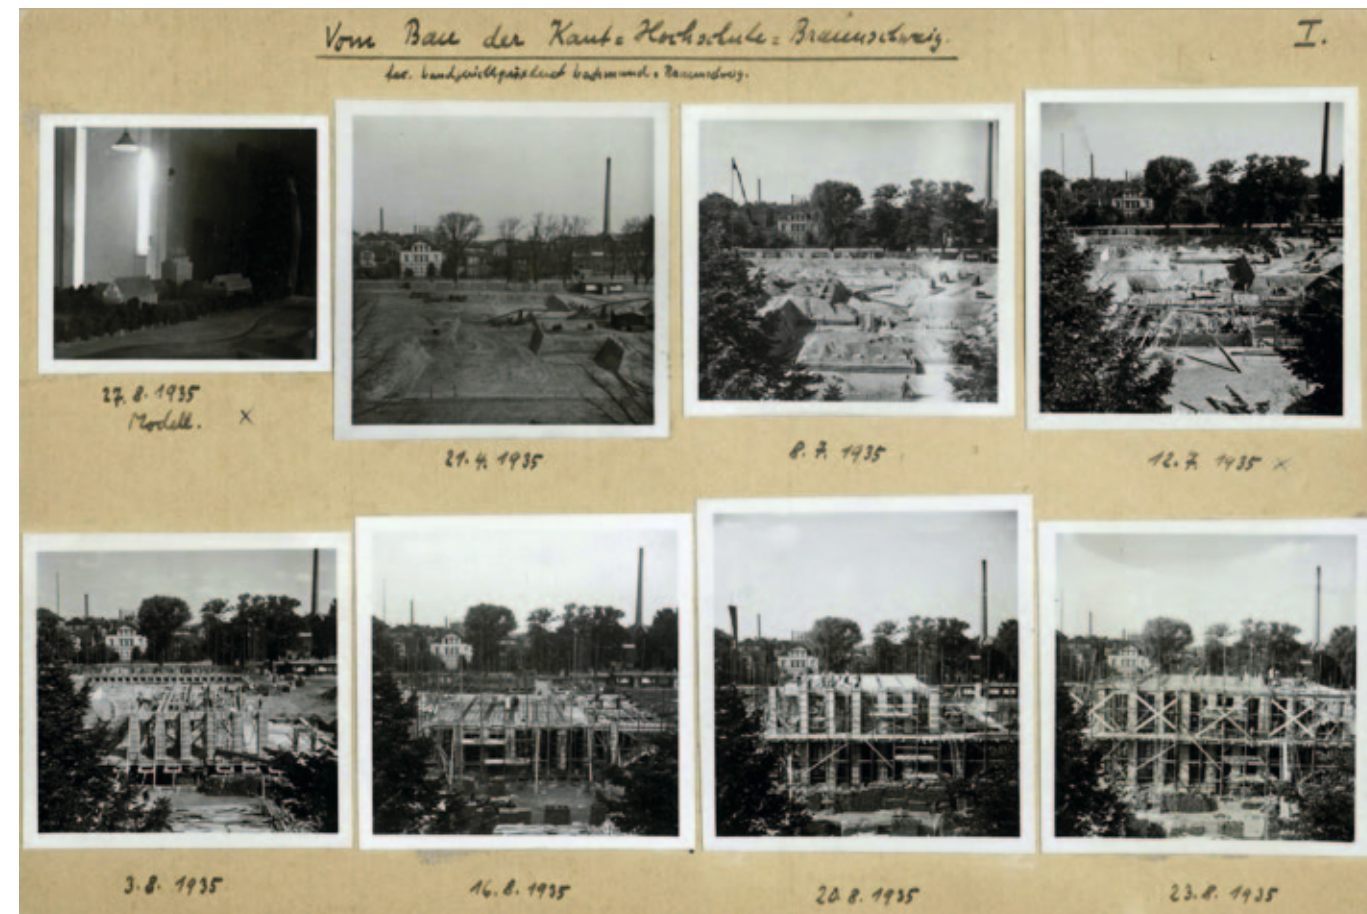 Vom Bau der Kant-Hochschule-Braunschweig.
I.
Braunschweig.
27. 8. 1935
Modell. X
21. 4. 1935
8. 7. 1935
12. 7. 1935 X
3. 8. 1935
16. 8. 1935
20. 8. 1935
23. 8. 1935